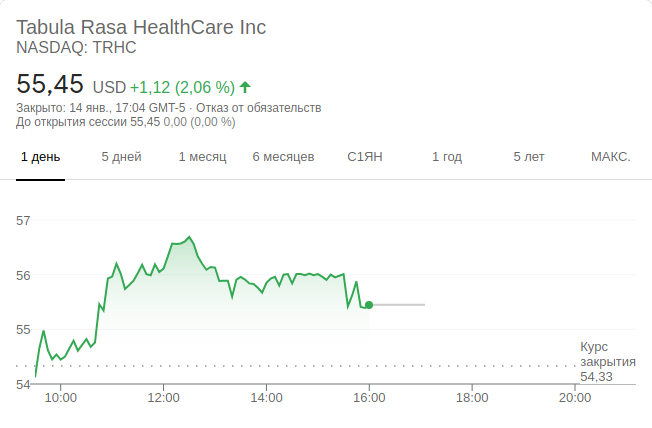 Tabula Rasa HealthCare Inc
NASDAQ: TRHC
55,45 USD +1,12 (2,06 %)
Закрыто: 14 янв., 17:04 GMT-5 · Отказ от обязательств
До открытия сессии 55,45 0,00 (0,00 %)
1 день 5 дней 1 месяц 6 месяцев С1ЯН 1 год 5 лет МАКС.
57
56
55
Курс
закрытия
54,33
54
10:00 12:00 14:00 16:00 18:00 20:00